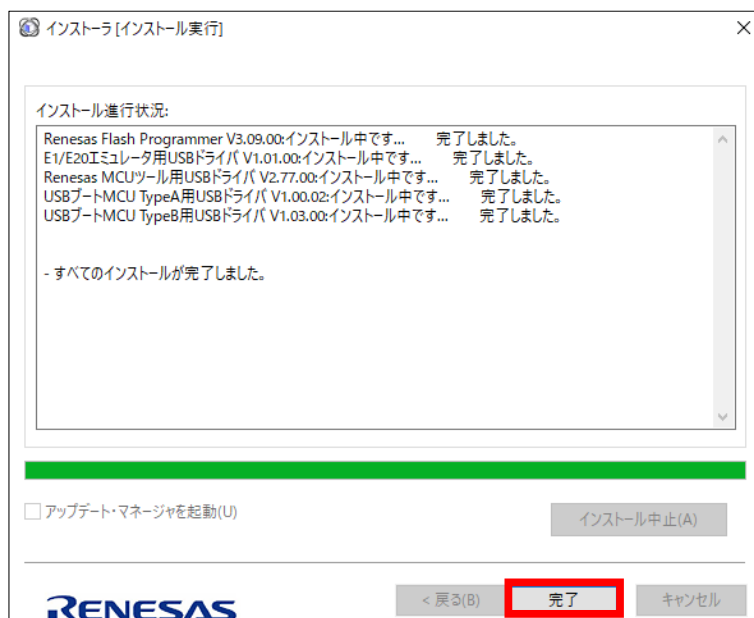 インストーラ [インストール実行]
インストール進行状況:
Renesas Flash Programmer V3.09.00:インストール中です... 完了しました。
E1/E20エミュレータ用USBドライバ V1.01.00:インストール中です... 完了しました。
Renesas MCUツール用USBドライバ V2.77.00:インストール中です... 完了しました。
USBブートMCU TypeA用USBドライバ V1.00.02:インストール中です... 完了しました。
USBブートMCU TypeB用USBドライバ V1.03.00:インストール中です... 完了しました。
- すべてのインストールが完了しました。
アップデート・マネージャを起動(U)
インストール中止(A)
RENESAS
< 戻る(B) 完了 キャンセル